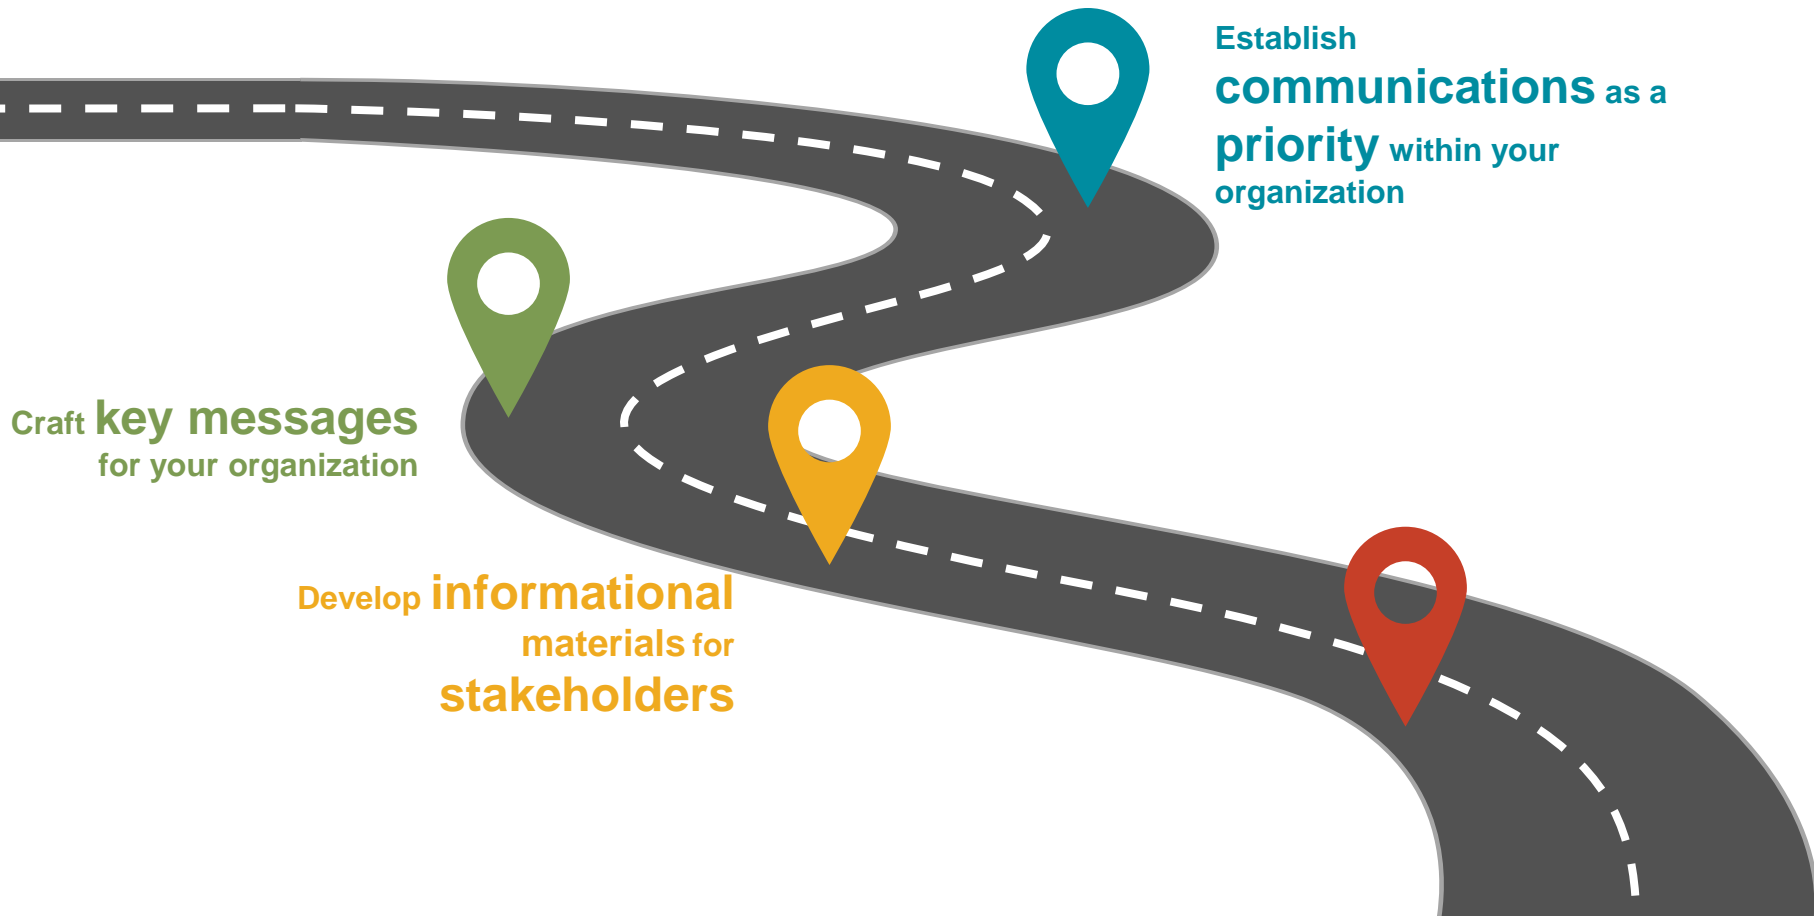 Establish
communications as a
priority within your
organization
Craft key messages
for your organization
Develop informational
materials for
stakeholders